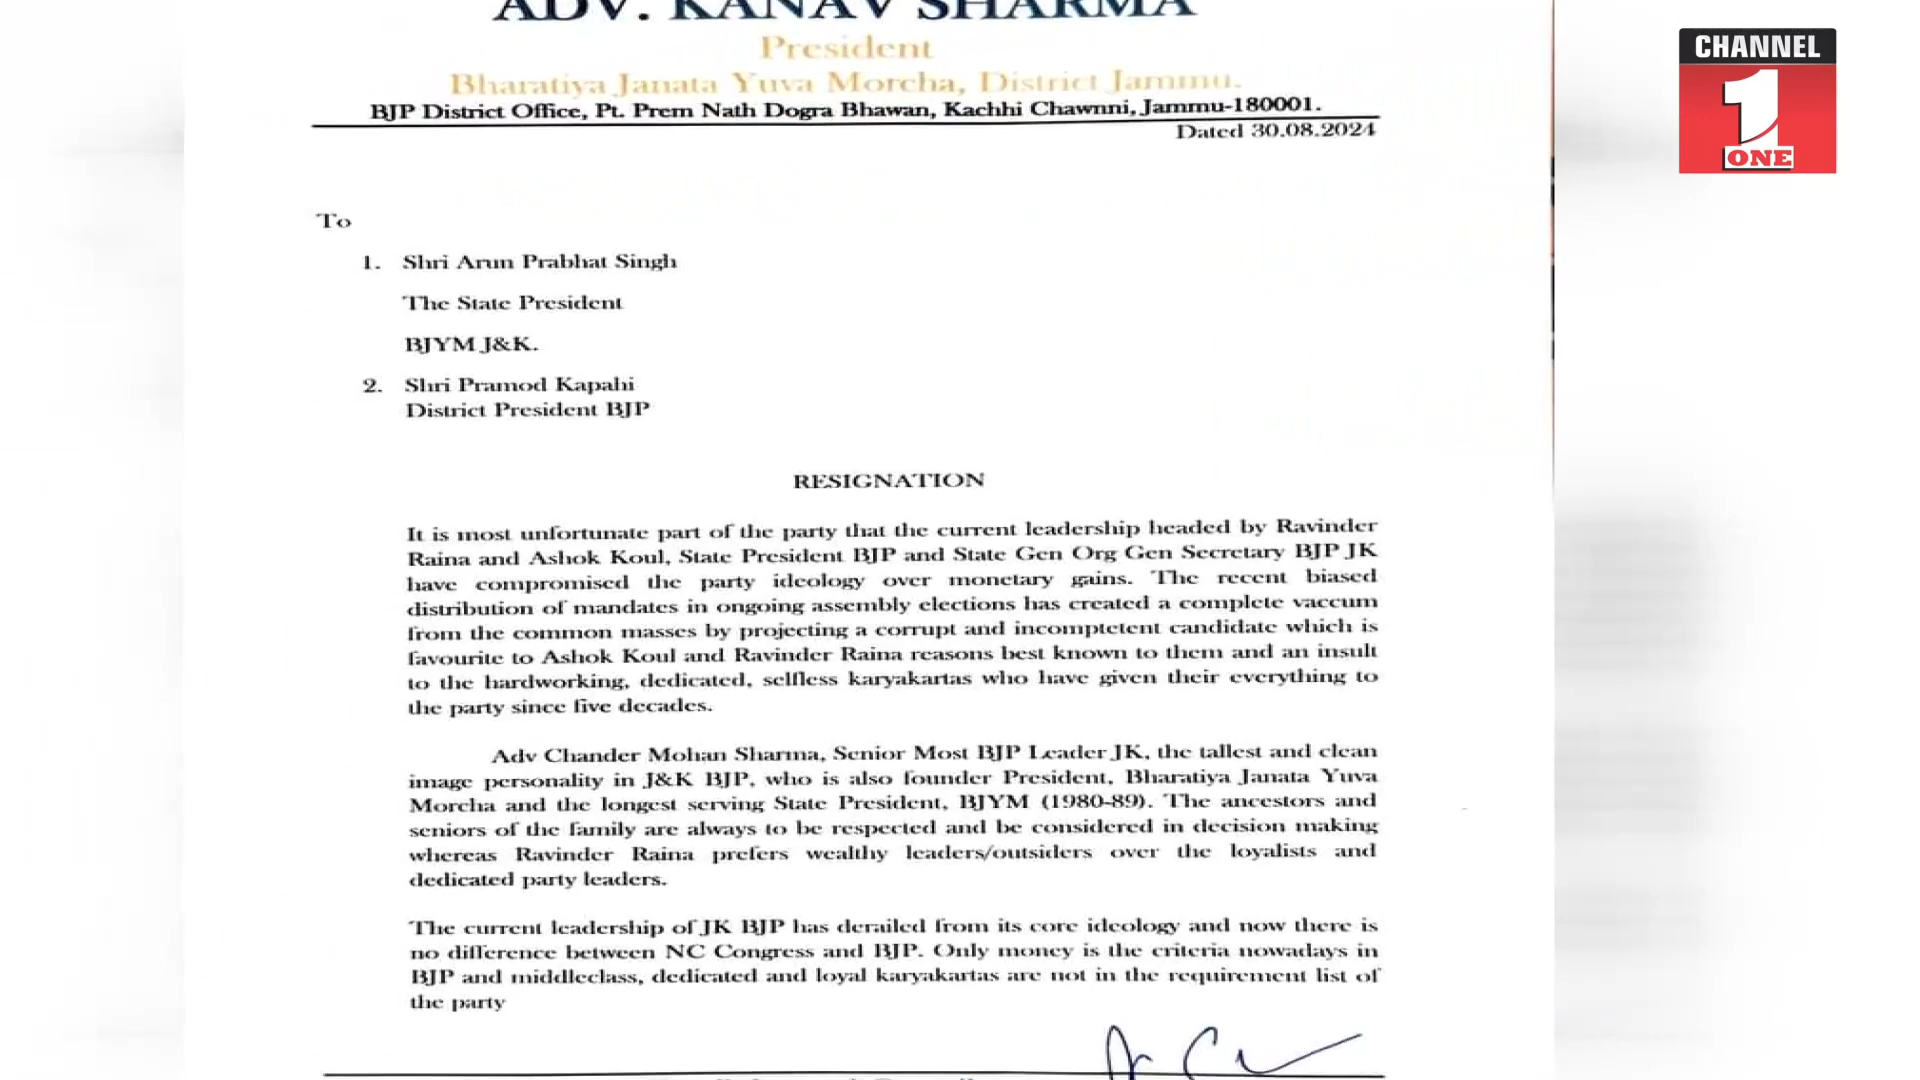 ADV. KANAV SHARMA
President
Bharatiya Janata Yuva Morcha, District Jammu.
BJP District Office, Pt. Prem Nath Dogra Bhawan, Kachhi Chawnni, Jammu-180001.
Dated 30.08.2024
CHANNEL
1
ONE
To
1. Shri Arun Prabhat Singh
The State President
BJYM J&K.
2. Shri Pramod Kapahi
District President BJP
RESIGNATION
It is most unfortunate part of the party that the current leadership headed by Ravinder
Raina and Ashok Koul, State President BJP and State Gen Org Gen Secretary BJP JK
have compromised the party ideology over monetary gains. The recent biased
distribution of mandates in ongoing assembly elections has created a complete vaccum
from the common masses by projecting a corrupt and incomptetent candidate which is
favourite to Ashok Koul and Ravinder Raina reasons best known to them and an insult
to the hardworking, dedicated, selfless karyakartas who have given their everything to
the party since five decades.
Adv Chander Mohan Sharma, Senior Most BJP Leader JK, the tallest and clean
image personality in J&K BJP, who is also founder President, Bharatiya Janata Yuva
Morcha and the longest serving State President, BJYM (1980-89). The ancestors and
seniors of the family are always to be respected and be considered in decision making
whereas Ravinder Raina prefers wealthy leaders/outsiders over the loyalists and
dedicated party leaders.
The current leadership of JK BJP has derailed from its core ideology and now there is
no difference between NC Congress and BJP. Only money is the criteria nowadays in
BJP and middleclass, dedicated and loyal karyakartas are not in the requirement list of
the party